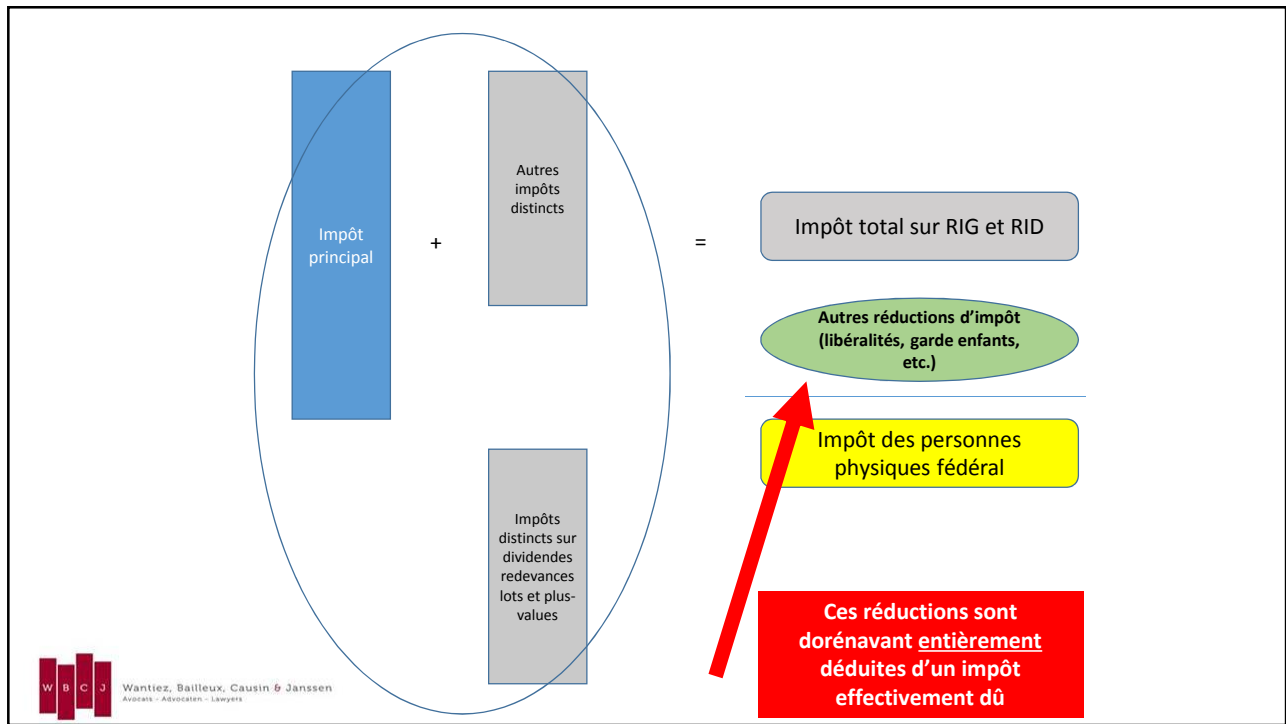 Impôt
principal
+
Autres
impôts
distincts
=
Impôt total sur RIG et RID
Autres réductions d’impôt
(libéralités, garde enfants,
etc.)
Impôt des personnes
physiques fédéral
Impôts
distincts sur
dividendes
redevances
lots et plus-
values
Ces réductions sont
dorénavant entièrement
déduites d’un impôt
effectivement dû
W B C J
Wantiez, Bailleux, Causin & Janssen
Avocats - Advocaten - Lawyers